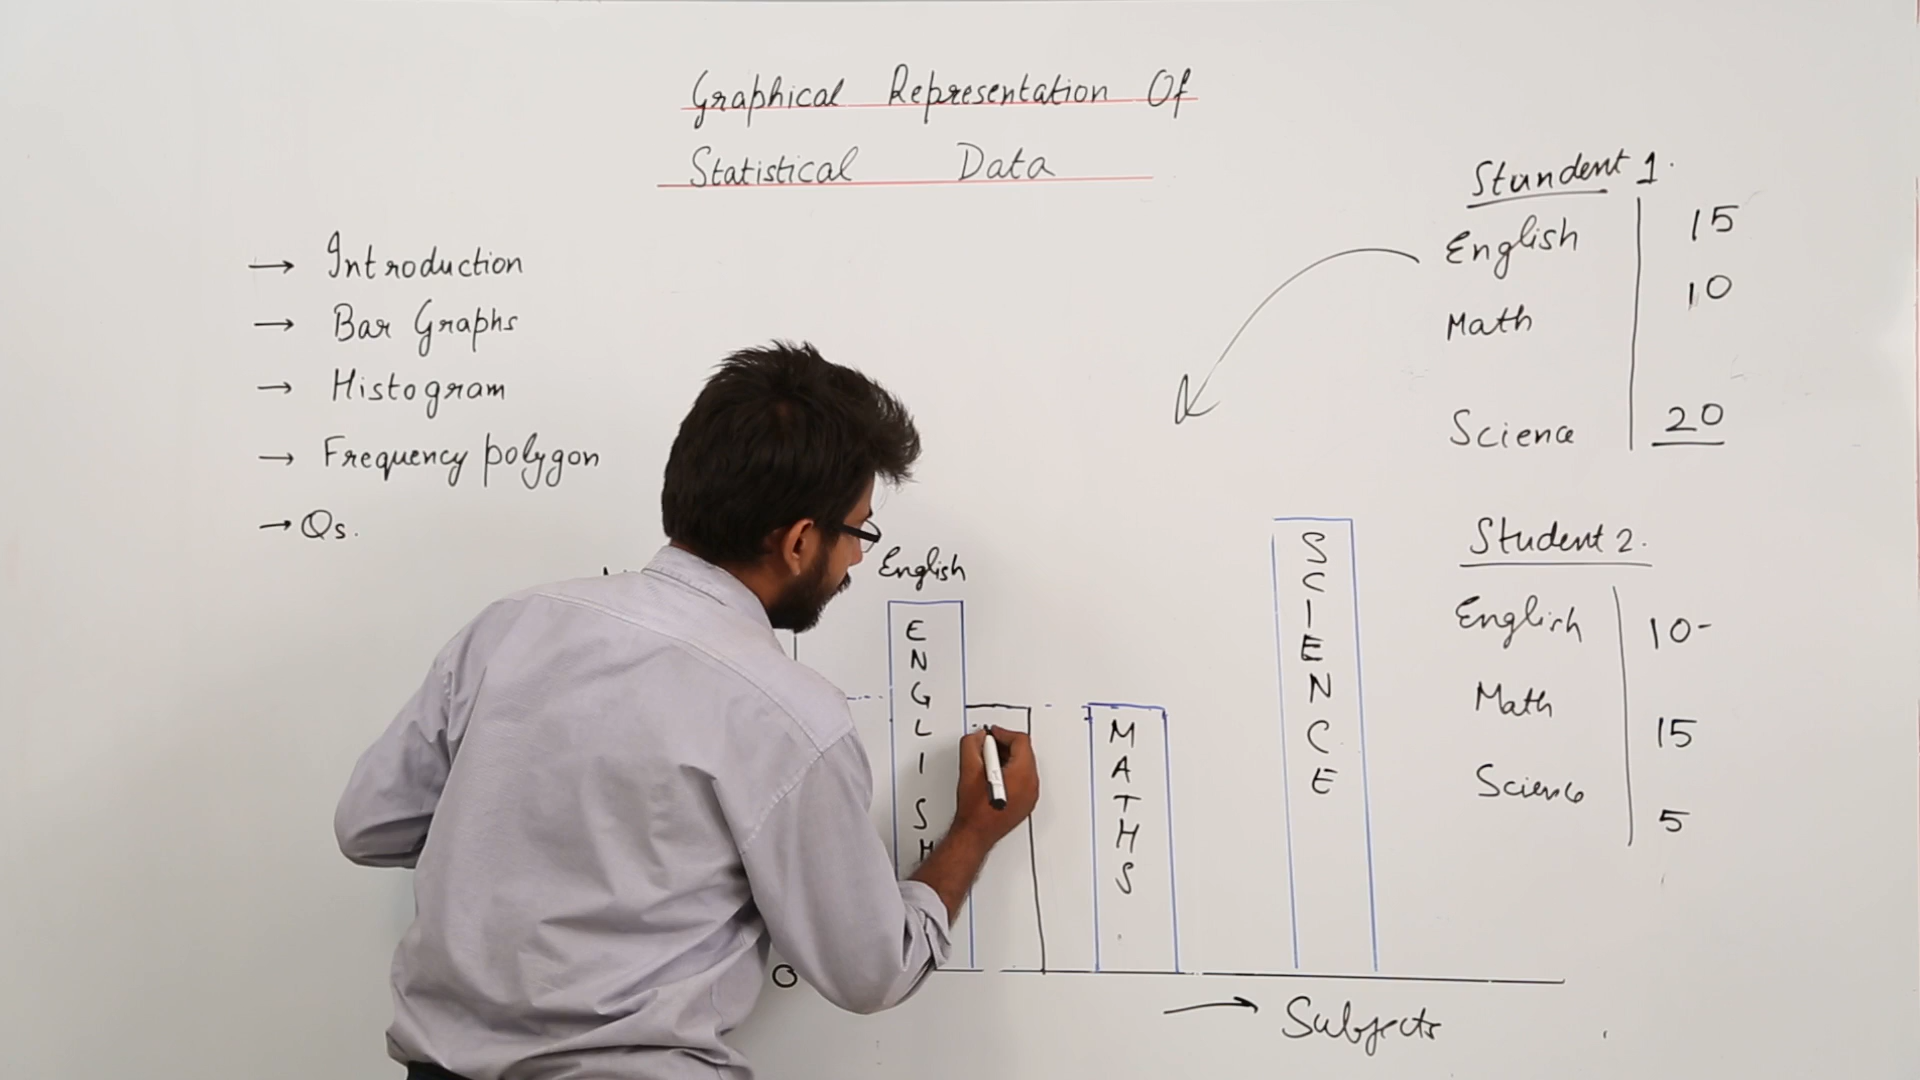 Graphical Representation Of
Statistical Data
→ Introduction
→ Bar Graphs
→ Histogram
→ Frequency polygon
→ Qs.
Standent 1.
English 15
Math 10
Science 20
Student 2.
English 10-
Math 15
Science 5
English
ENGLISH
MATHS
SCIENCE
O
→ Subjects